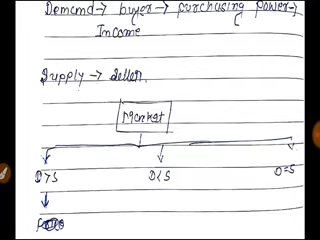 Demand → buyer → purchasing power →
Income
Supply → Seller
Market
D>S D<S D=S